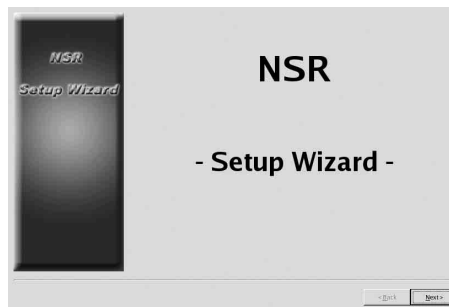 NSR
Setup Wizard
NSR
- Setup Wizard -
< Back
Next >